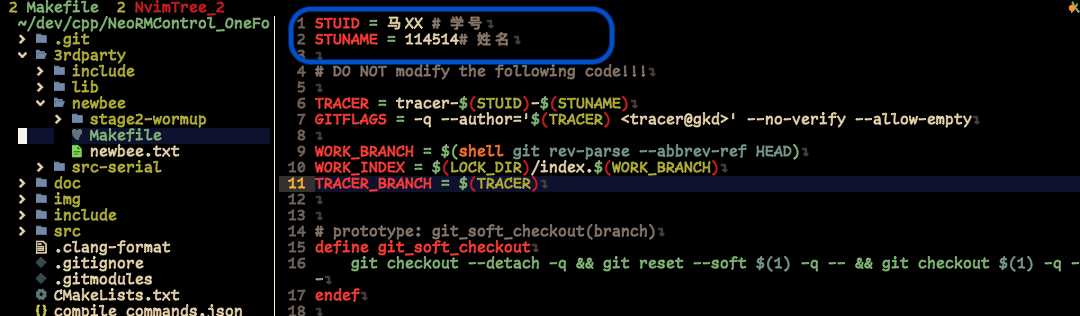 2 Makefile 2 NvimTree_2
~/dev/cpp/NeoRMControl_OneFo
.git
3rdparty
include
lib
newbee
stage2-wormup
Makefile
newbee.txt
src-serial
doc
img
include
src
.clang-format
.gitignore
.gitmodules
CMakeLists.txt
compile_commands.json
1 STUID = 马XX # 学号
2 STUNAME = 114514# 姓名
3
4 # DO NOT modify the following code!!!
5
6 TRACER = tracer-$(STUID)-$(STUNAME)
7 GITFLAGS = -q --author='$(TRACER) <tracer@gkd>' --no-verify --allow-empty
8
9 WORK_BRANCH = $(shell git rev-parse --abbrev-ref HEAD)
10 WORK_INDEX = $(LOCK_DIR)/index.$(WORK_BRANCH)
11 TRACER_BRANCH = $(TRACER)
12
13
14 # prototype: git_soft_checkout(branch)
15 define git_soft_checkout
16 git checkout --detach -q && git reset --soft $(1) -q -- && git checkout $(1) -q -
-
17 endef
18